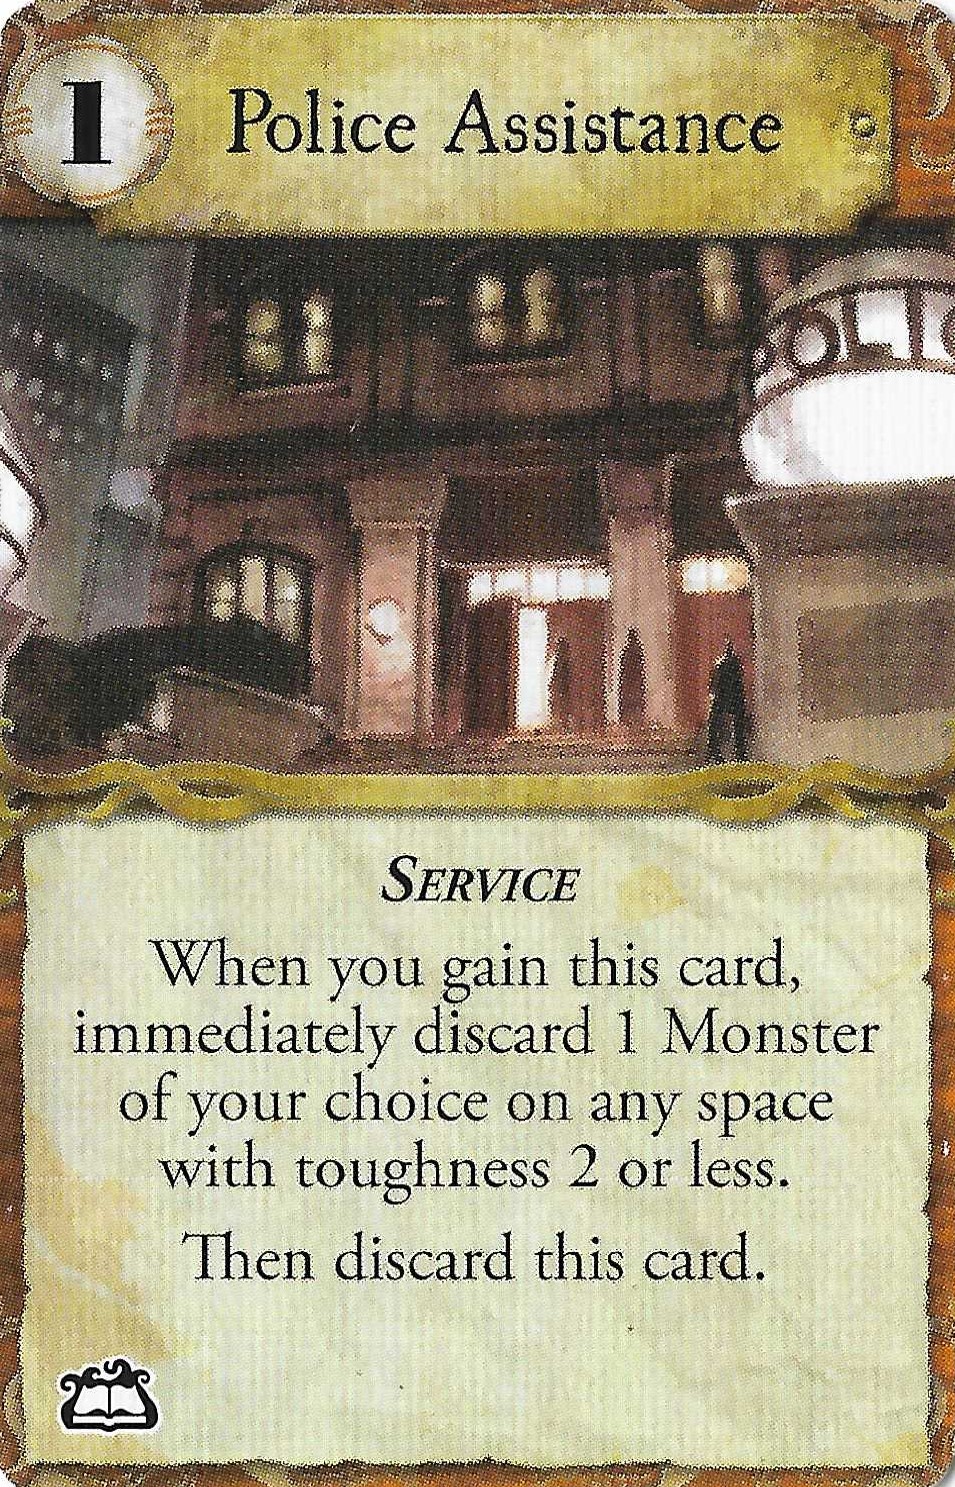 1
Police Assistance
OLIC
SERVICE
When you gain this card,
immediately discard 1 Monster
of your choice on any space
with toughness 2 or less.
Then discard this card.